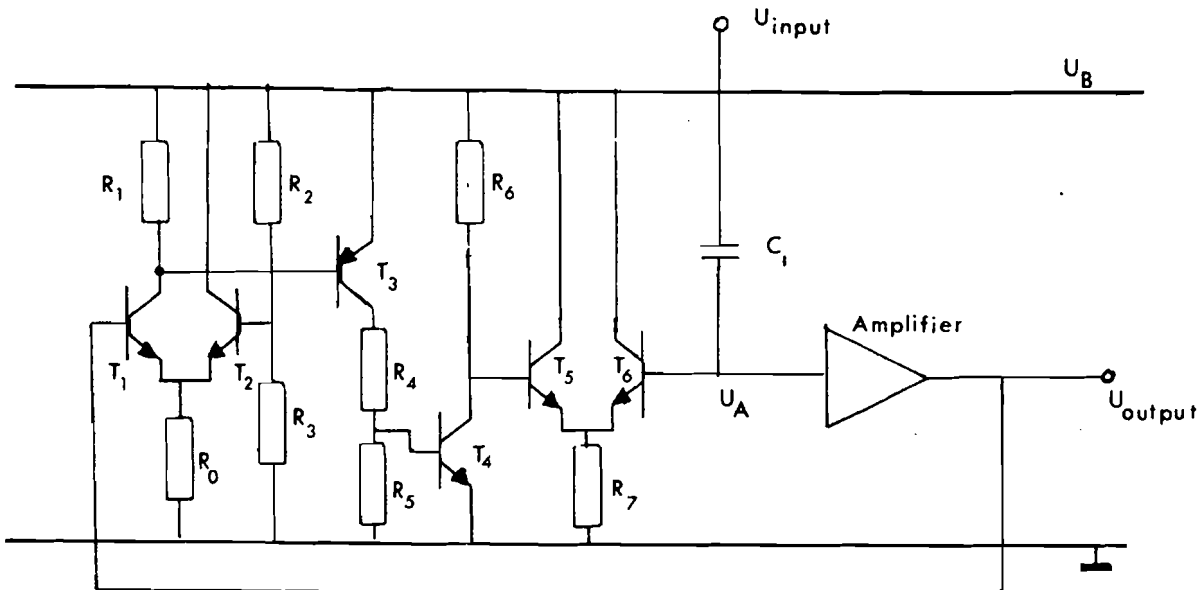 U_input
U_B
R_1
R_2
R_6
T_3
C_1
Amplifier
T_1
T_2
R_4
T_5
T_6
U_A
U_output
R_3
T_4
R_0
R_5
R_7